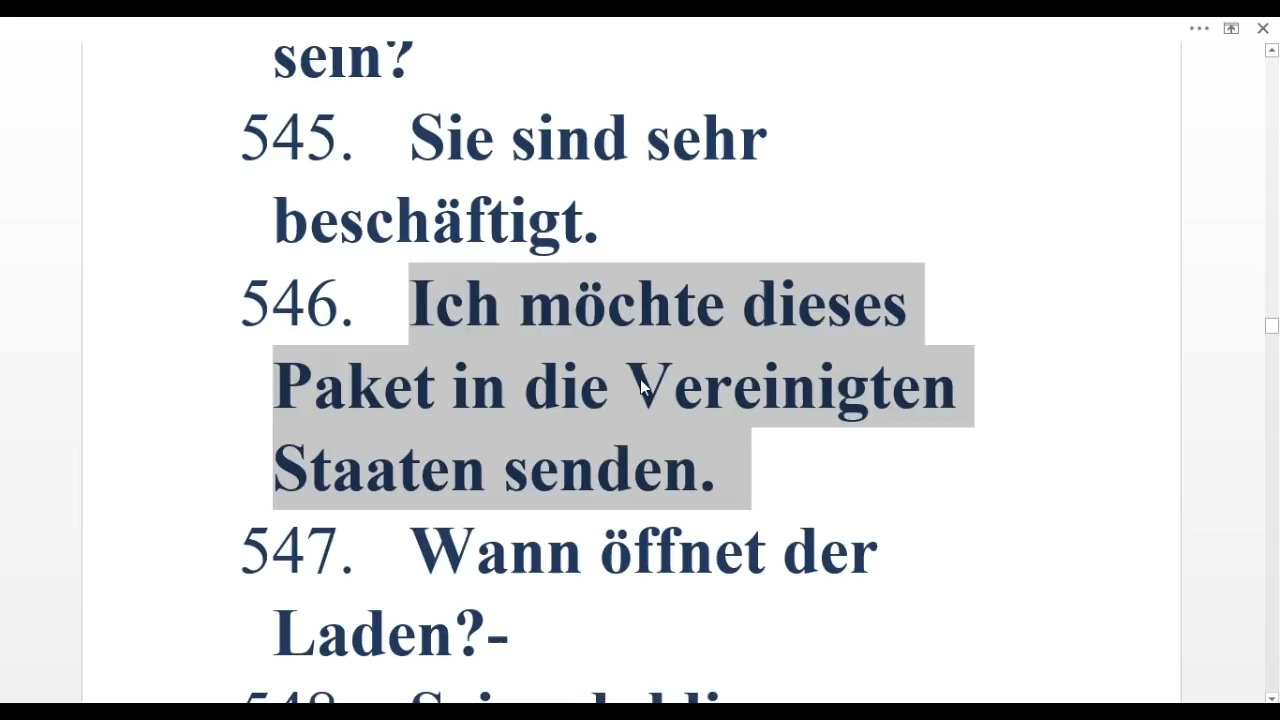 sein?
545. Sie sind sehr
beschäftigt.
546. Ich möchte dieses
Paket in die Vereinigten
Staaten senden.
547. Wann öffnet der
Laden?-
548.